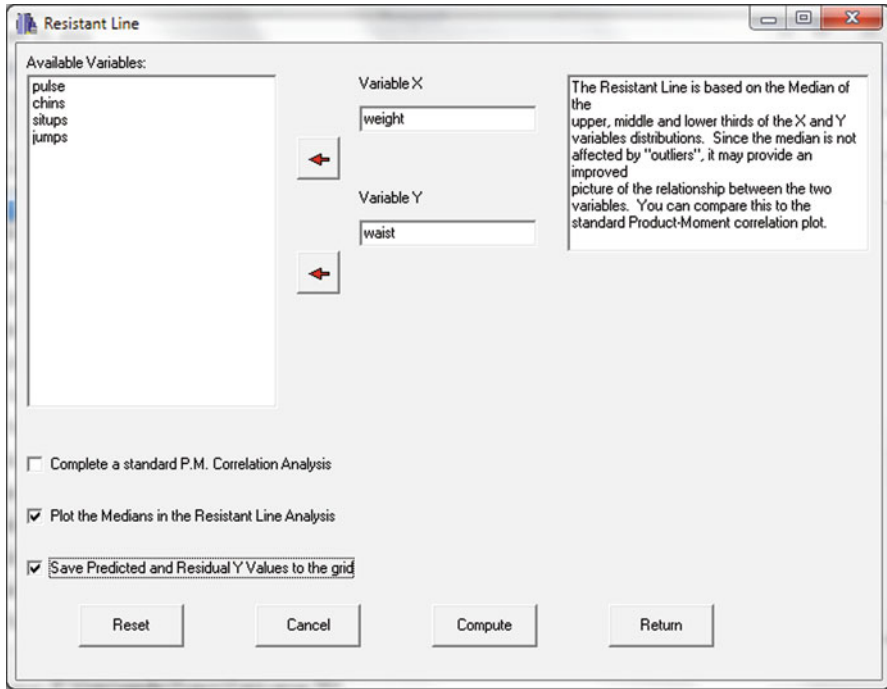 Resistant Line
Available Variables:
pulse
chins
situps
jumps
Variable X
weight
Variable Y
waist
The Resistant Line is based on the Median of
the
upper, middle and lower thirds of the X and Y
variables distributions. Since the median is not
affected by "outliers", it may provide an
improved
picture of the relationship between the two
variables. You can compare this to the
standard Product-Moment correlation plot.
Complete a standard P.M. Correlation Analysis
Plot the Medians in the Resistant Line Analysis
Save Predicted and Residual Y Values to the grid
Reset
Cancel
Compute
Return